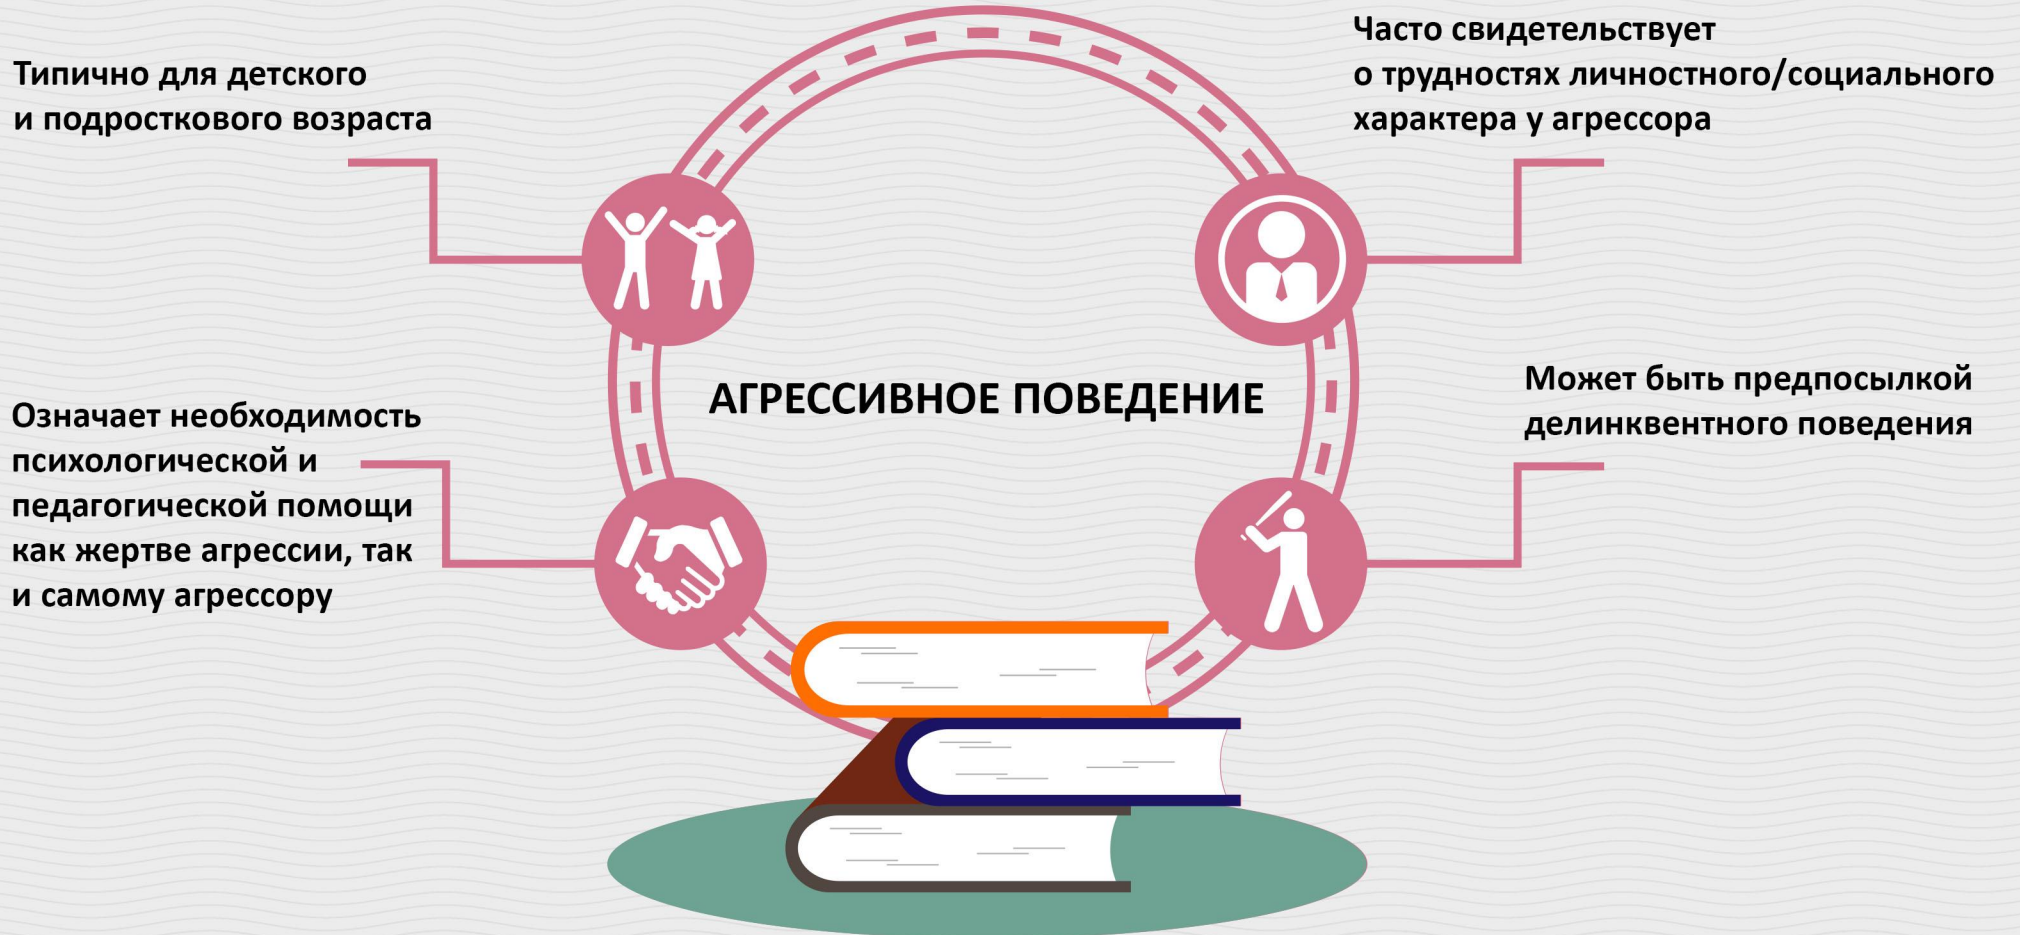 Типично для детского
и подросткового возраста
Часто свидетельствует
о трудностях личностного/социального
характера у агрессора
АГРЕССИВНОЕ ПОВЕДЕНИЕ
Означает необходимость
психологической и
педагогической помощи
как жертве агрессии, так
и самому агрессору
Может быть предпосылкой
делинквентного поведения